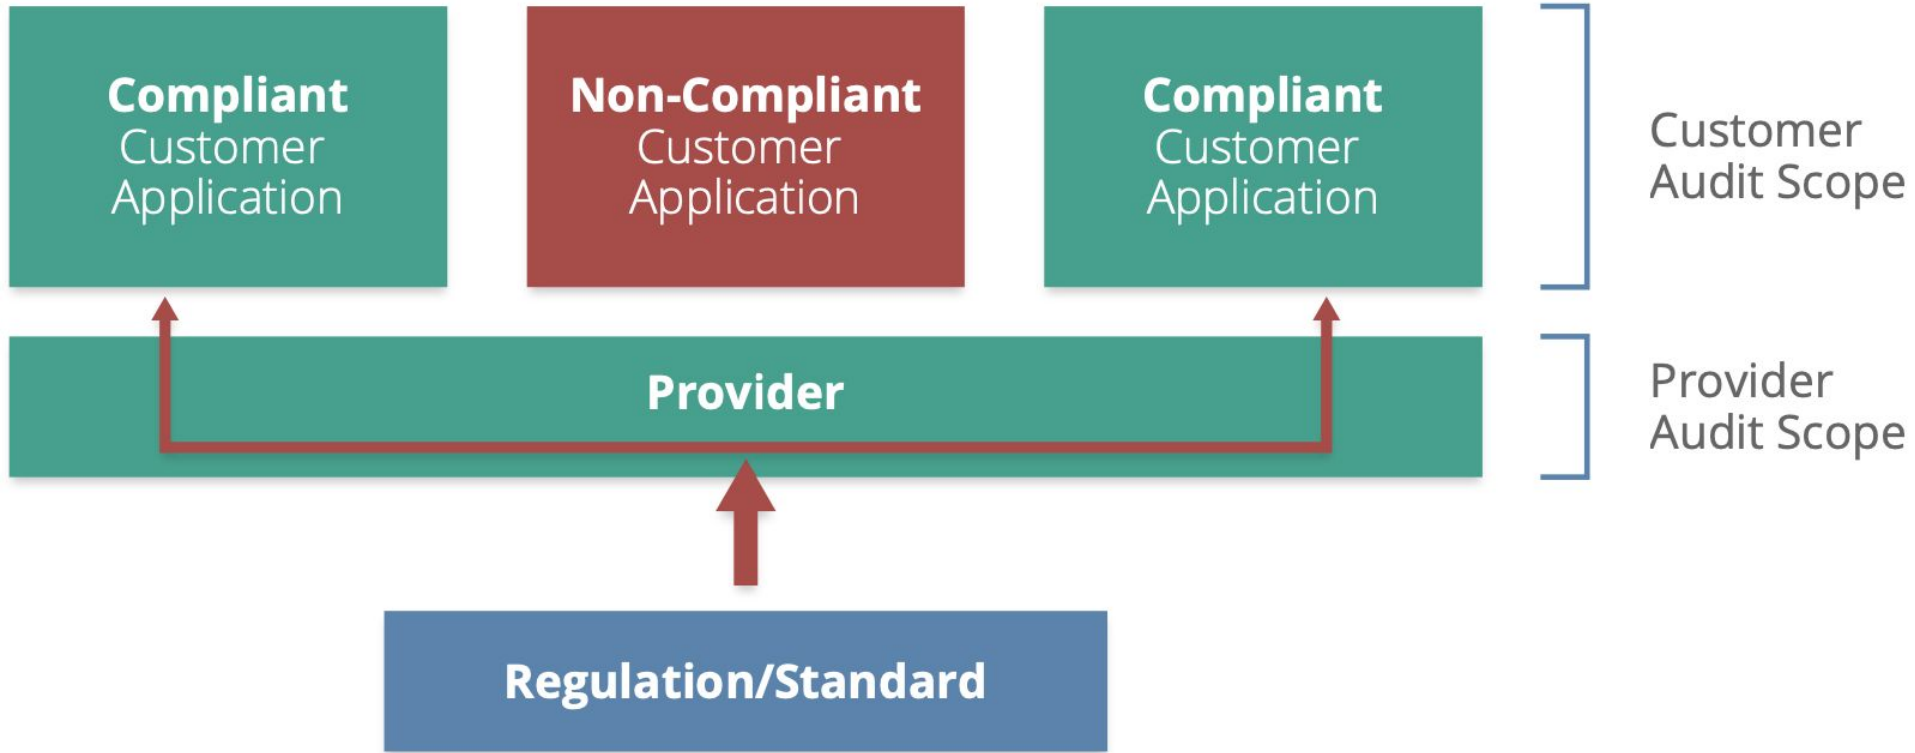 Compliant
Customer
Application
Non-Compliant
Customer
Application
Compliant
Customer
Application
Customer
Audit Scope
Provider
Provider
Audit Scope
Regulation/Standard